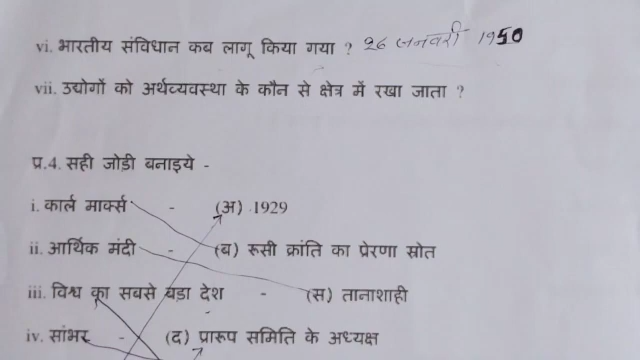 vi. भारतीय संविधान कब लागू किया गया ? 26 जनवरी 1950
vii. उद्योगों को अर्थव्यवस्था के कौन से क्षेत्र में रखा जाता ?
प्र.4. सही जोड़ी बनाइये -
i. कार्ल मार्क्स - (अ) 1929
ii. आर्थिक मंदी - (ब) रूसी क्रांति का प्रेरणा स्रोत
iii. विश्व का सबसे बड़ा देश - (स) तानाशाही
iv. सांभर - (द) प्रारूप समिति के अध्यक्ष